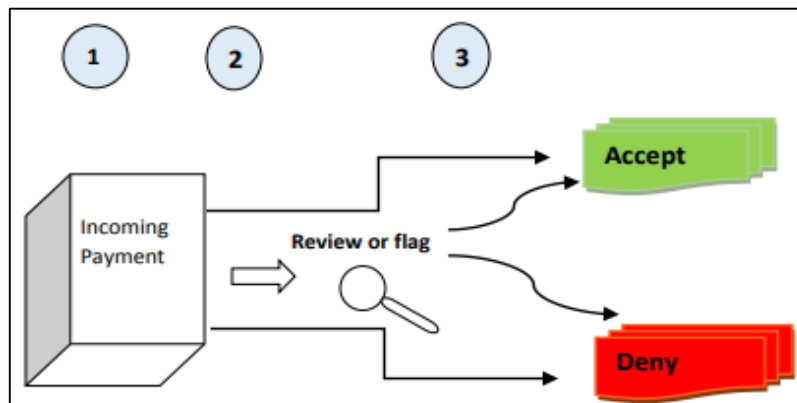 1
2
3
Accept
Incoming
Payment
Review or flag
Deny